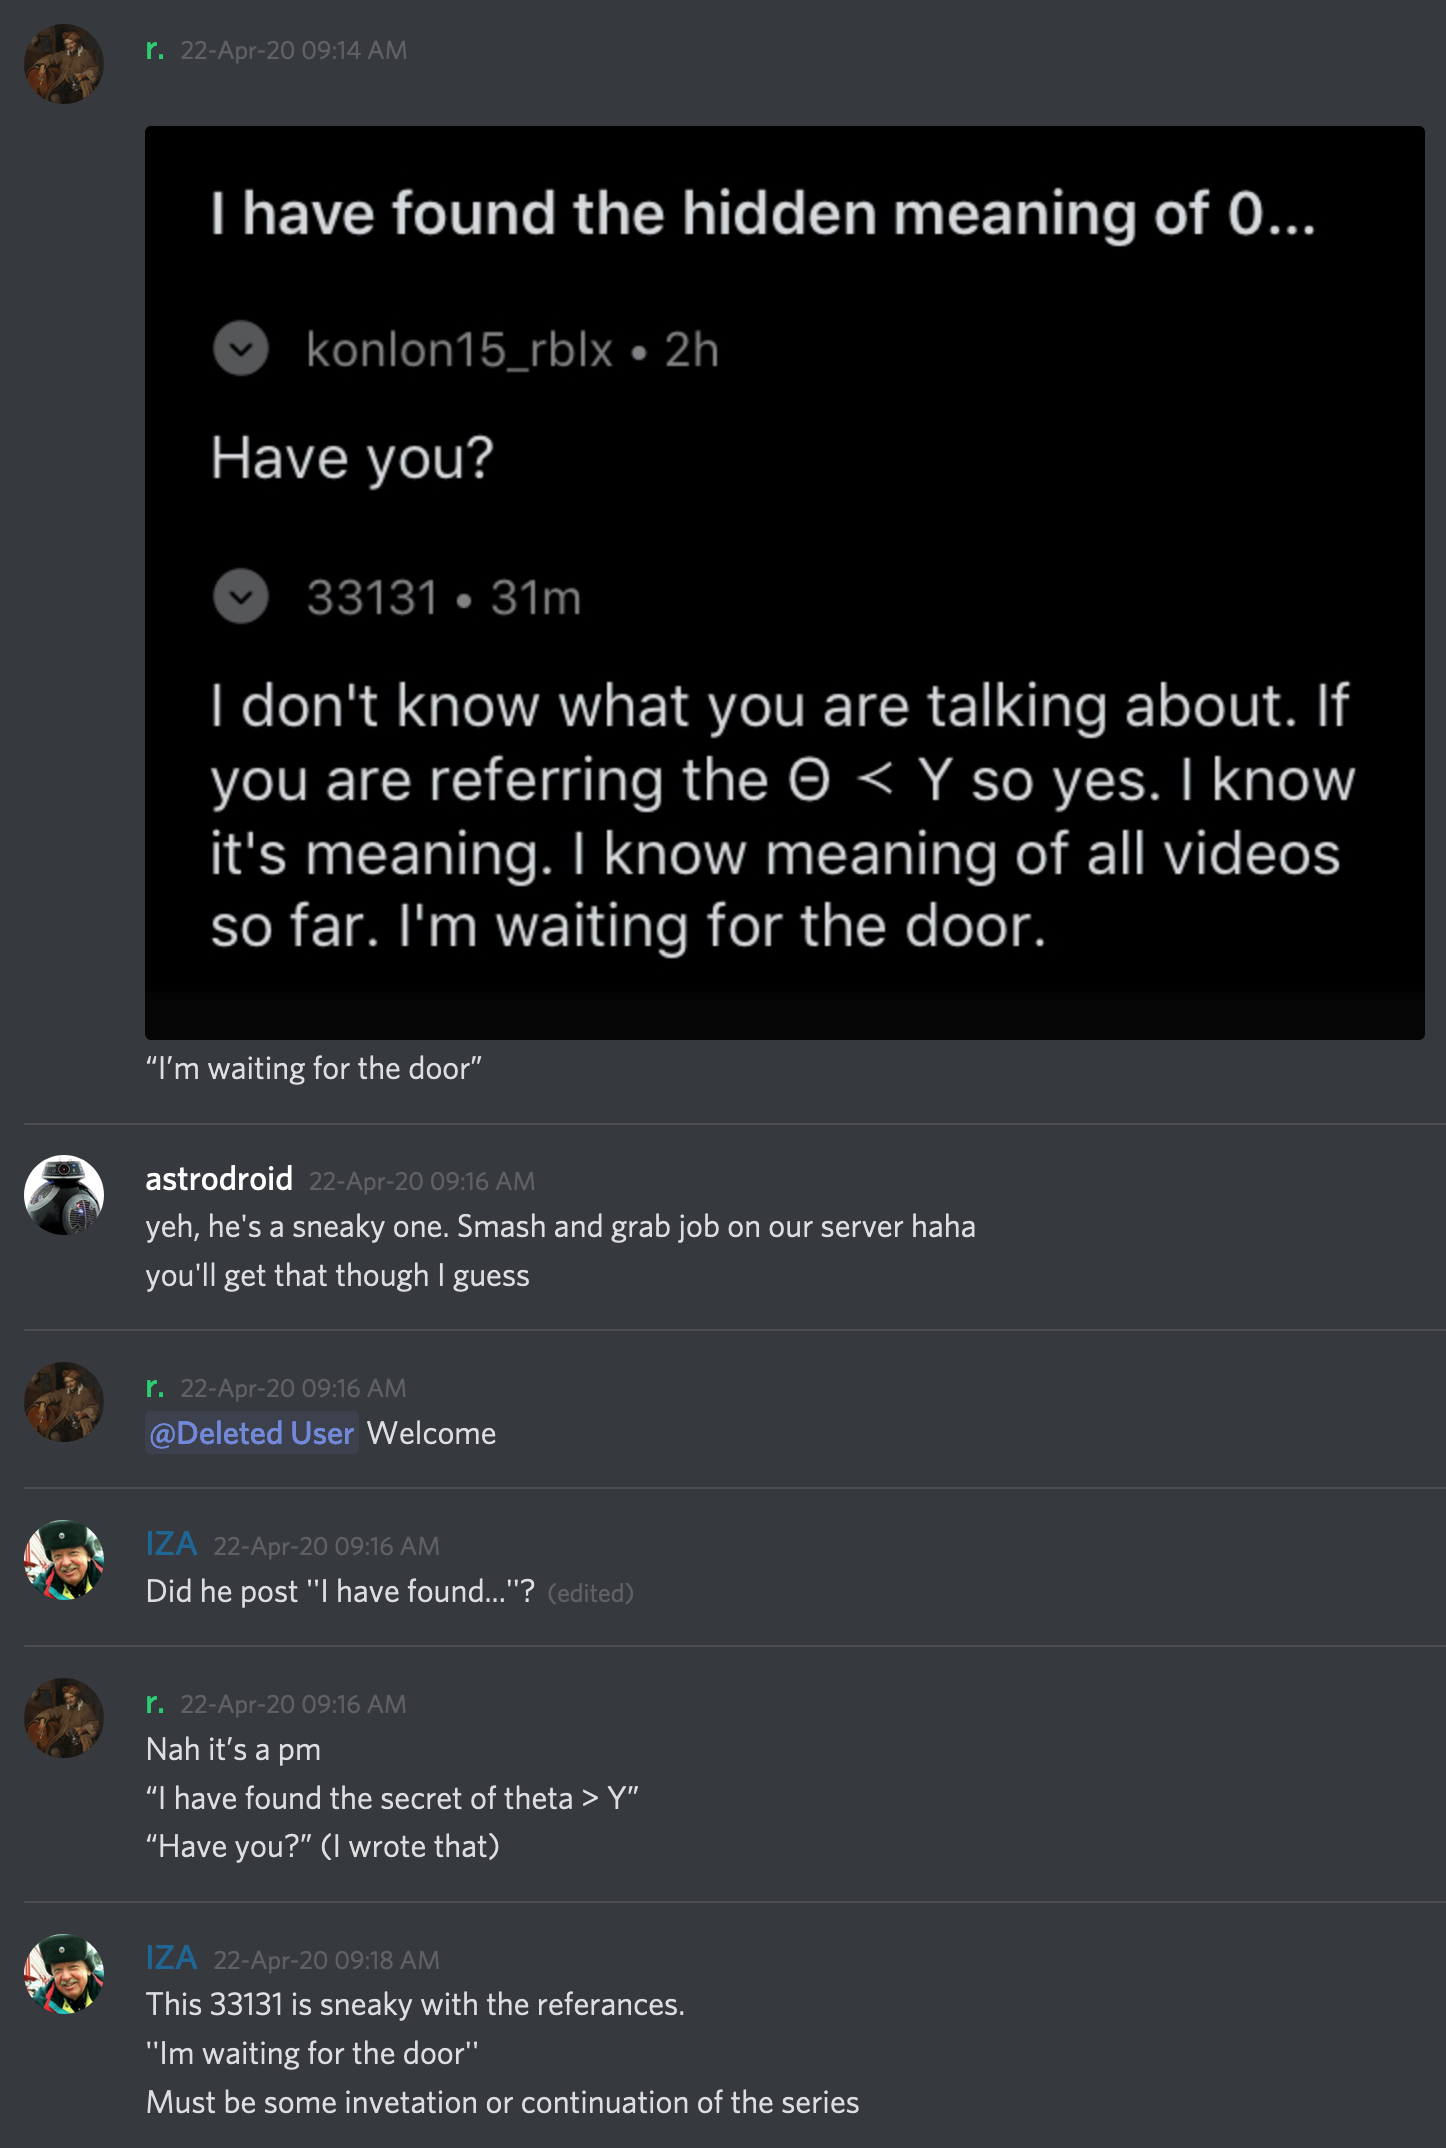 r. 22-Apr-20 09:14 AM
I have found the hidden meaning of 0...
konlon15_rblx • 2h
Have you?
33131 • 31m
I don't know what you are talking about. If
you are referring the Θ < Y so yes. I know
it's meaning. I know meaning of all videos
so far. I'm waiting for the door.
“I’m waiting for the door”
astrodroid 22-Apr-20 09:16 AM
yeh, he's a sneaky one. Smash and grab job on our server haha
you'll get that though I guess
r. 22-Apr-20 09:16 AM
@Deleted User Welcome
IZA 22-Apr-20 09:16 AM
Did he post ''I have found...''? (edited)
r. 22-Apr-20 09:16 AM
Nah it’s a pm
“I have found the secret of theta > Y”
“Have you?” (I wrote that)
IZA 22-Apr-20 09:18 AM
This 33131 is sneaky with the referances.
''Im waiting for the door''
Must be some invetation or continuation of the series